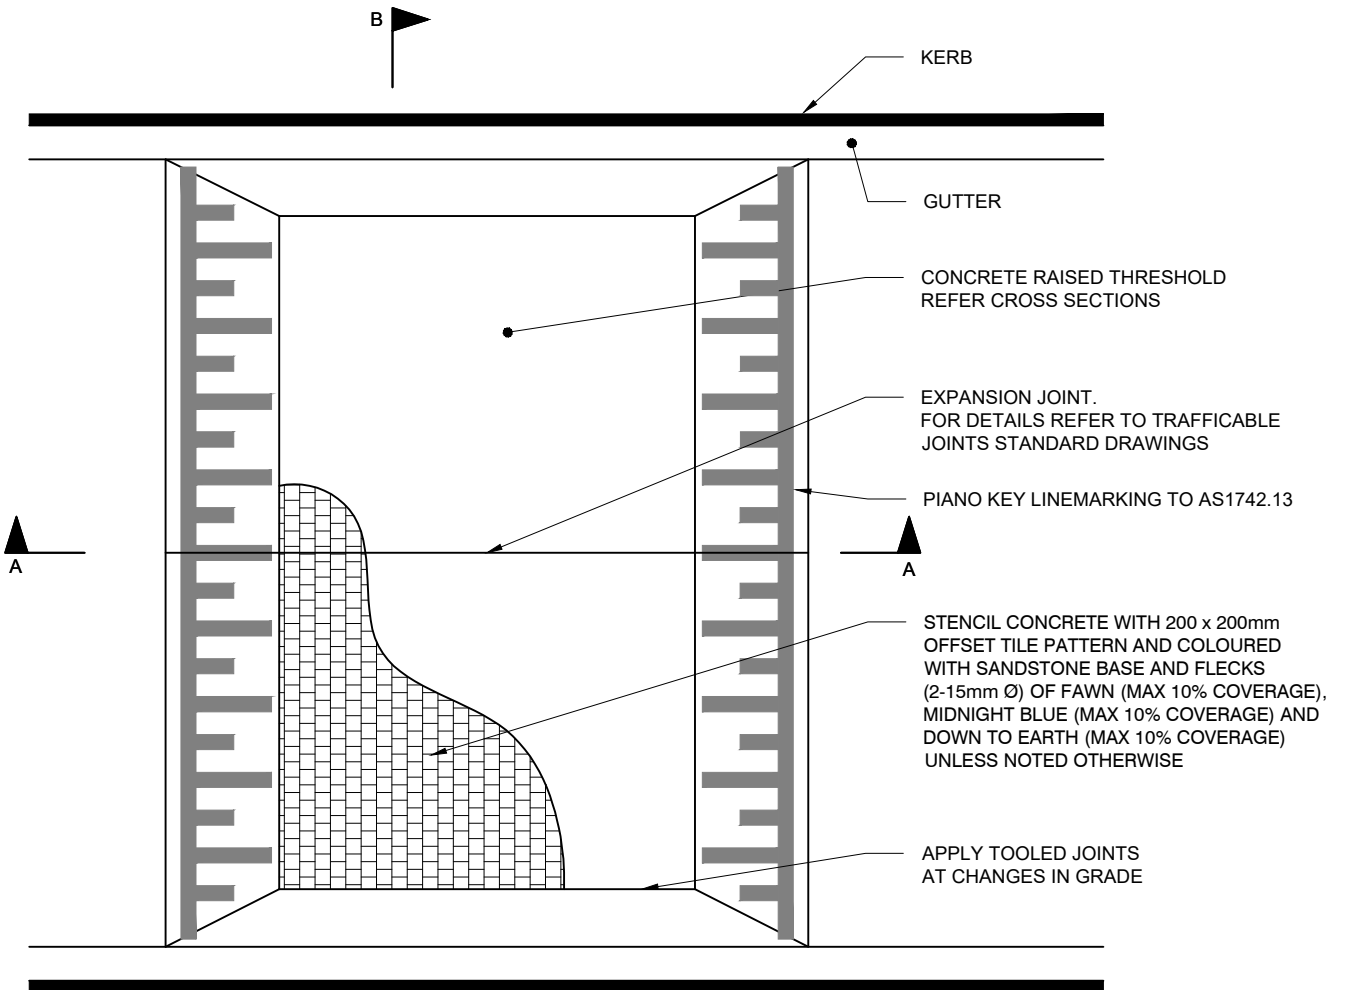 B
KERB
GUTTER
CONCRETE RAISED THRESHOLD
REFER CROSS SECTIONS
EXPANSION JOINT.
FOR DETAILS REFER TO TRAFFICABLE
JOINTS STANDARD DRAWINGS
PIANO KEY LINEMARKING TO AS1742.13
A
A
STENCIL CONCRETE WITH 200 x 200mm
OFFSET TILE PATTERN AND COLOURED
WITH SANDSTONE BASE AND FLECKS
(2-15mm Ø) OF FAWN (MAX 10% COVERAGE),
MIDNIGHT BLUE (MAX 10% COVERAGE) AND
DOWN TO EARTH (MAX 10% COVERAGE)
UNLESS NOTED OTHERWISE
APPLY TOOLED JOINTS
AT CHANGES IN GRADE